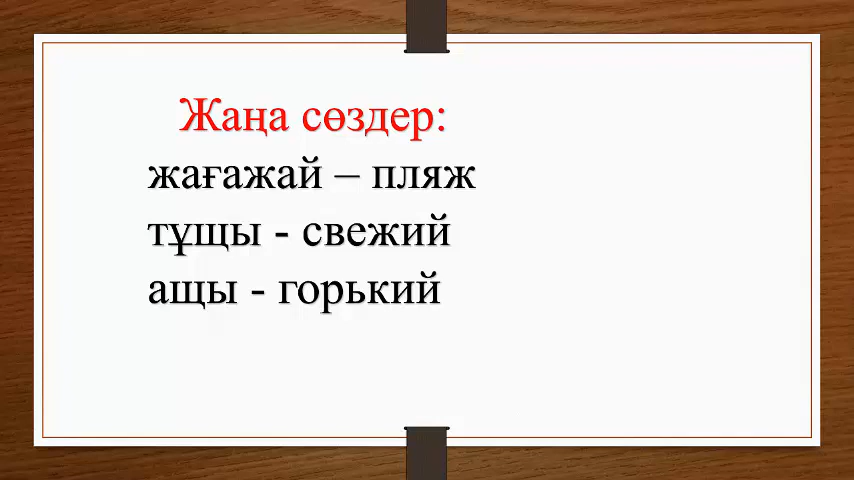 Жаңа сөздер:
жағажай – пляж
тұщы - свежий
ащы - горький